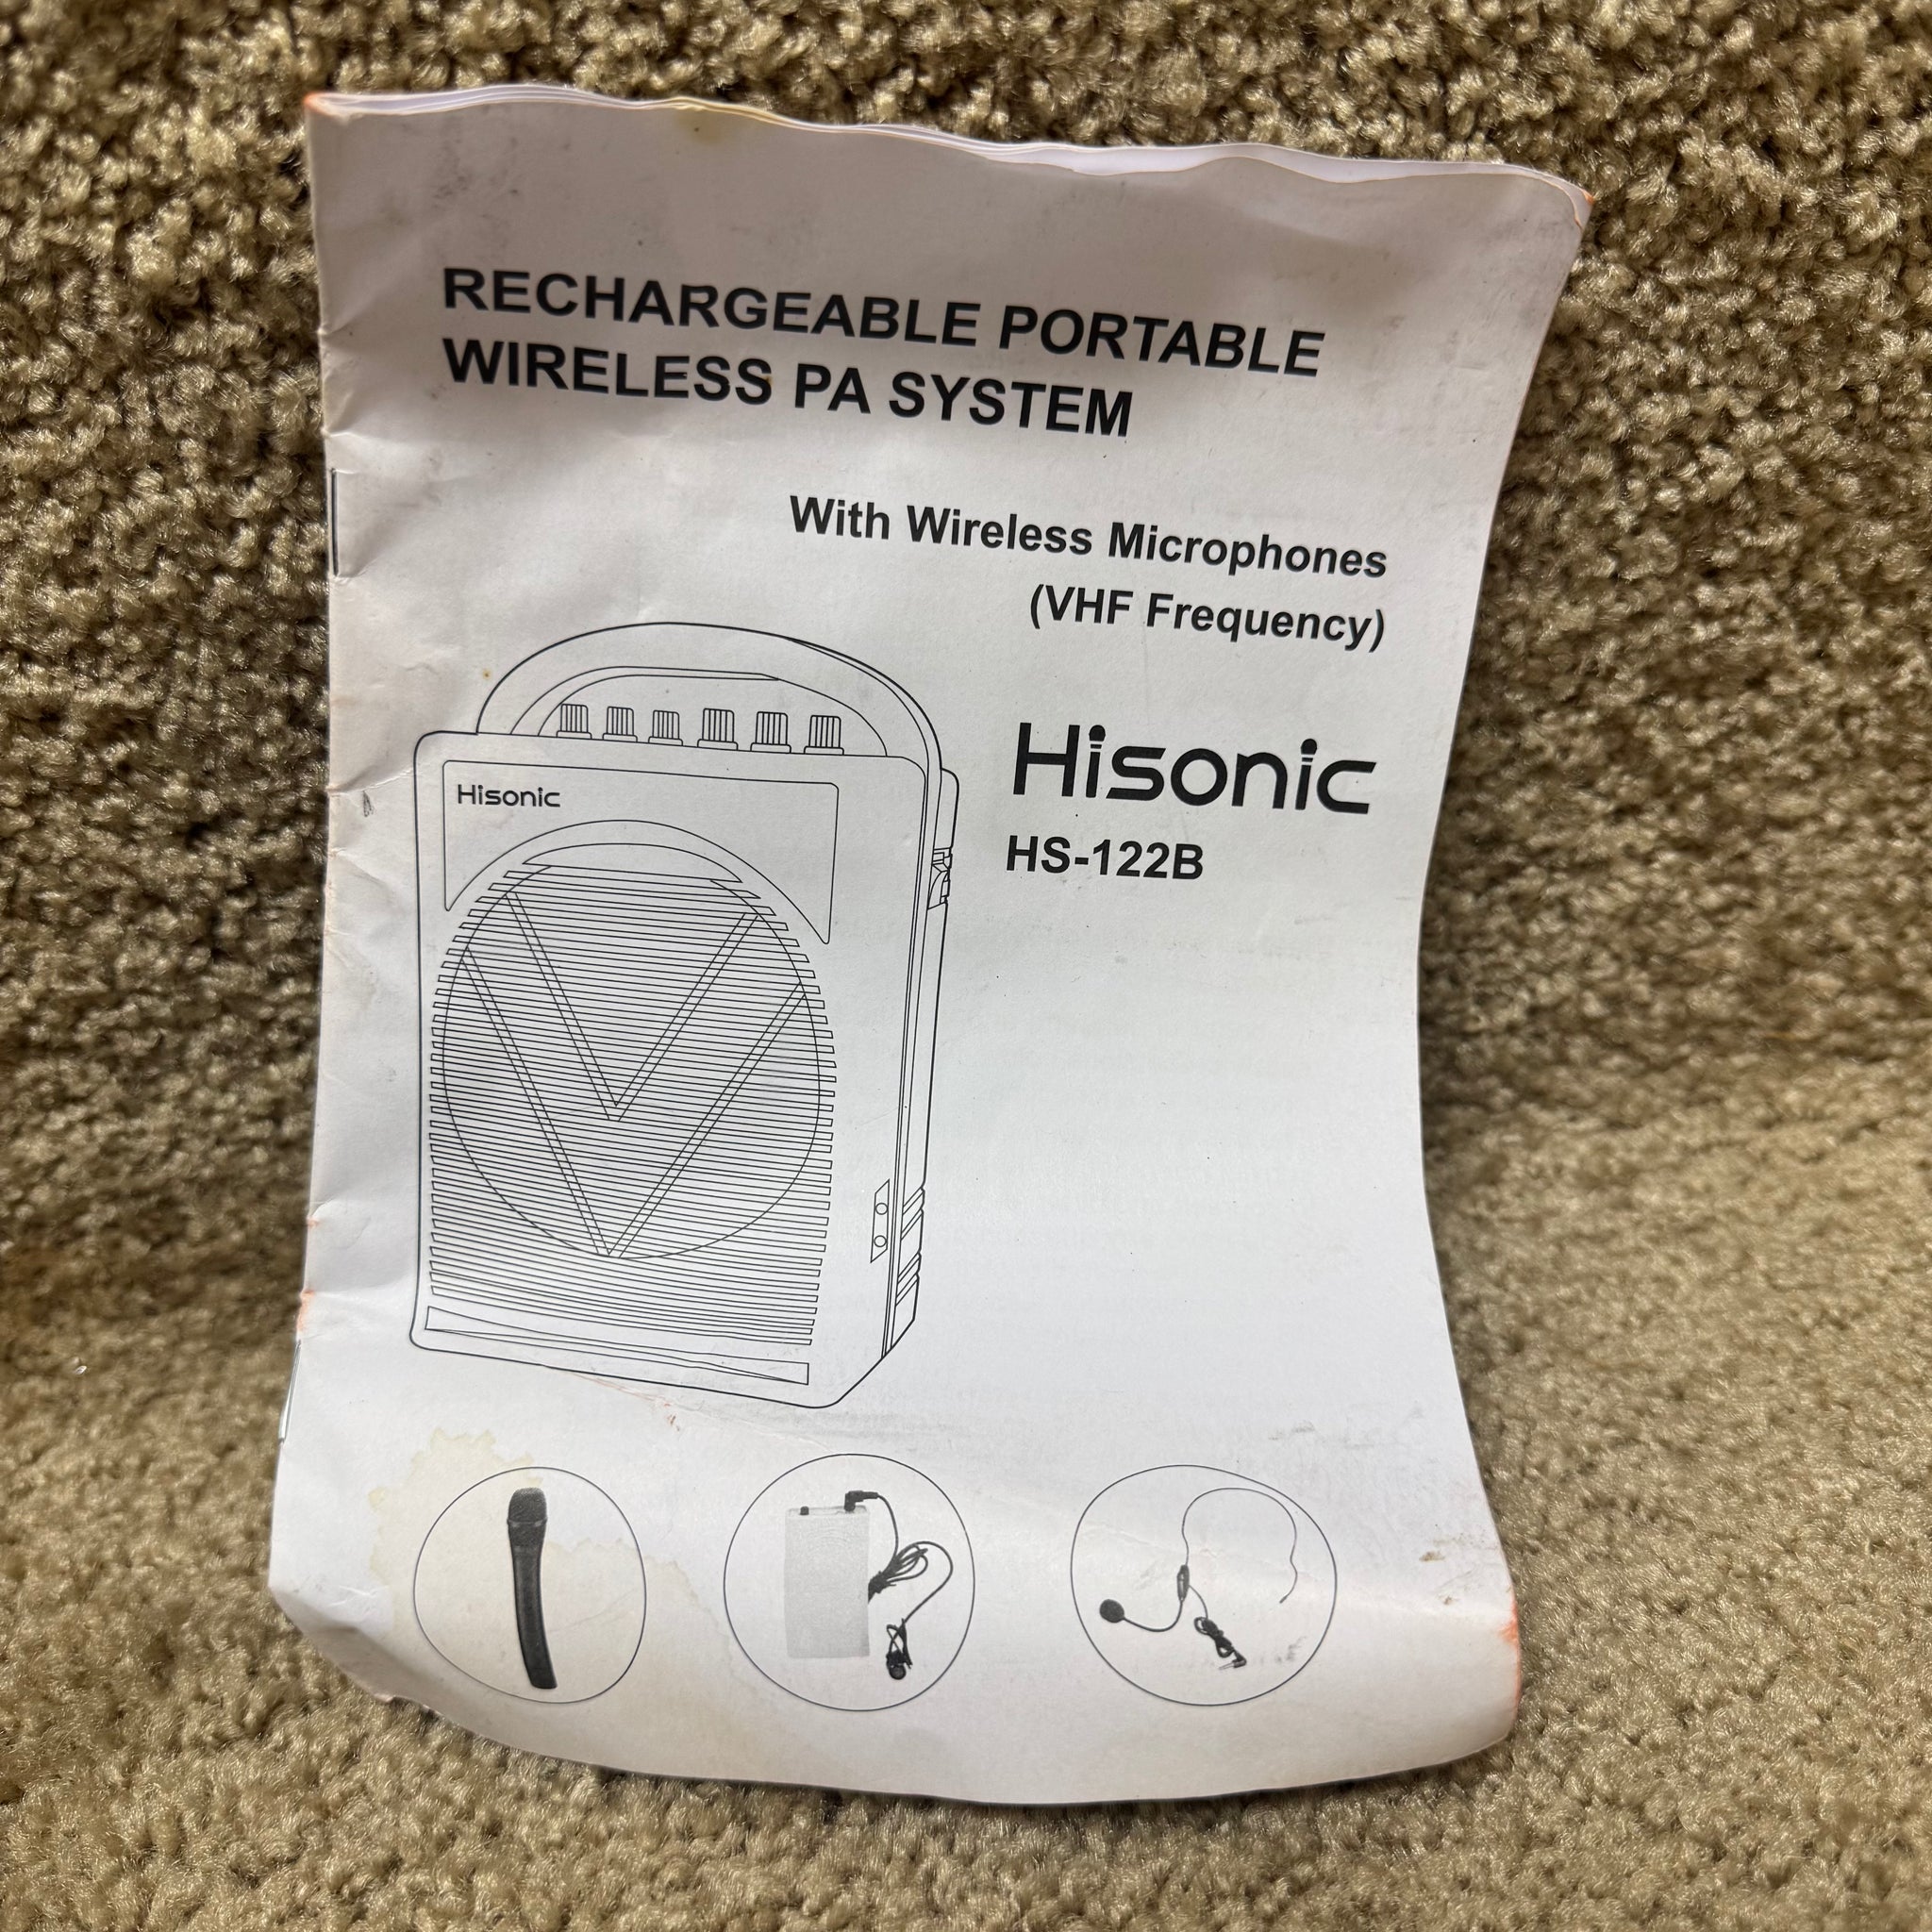 RECHARGEABLE PORTABLE
WIRELESS PA SYSTEM
With Wireless Microphones
(VHF Frequency)
Hisonic
HS-122B
Hisonic